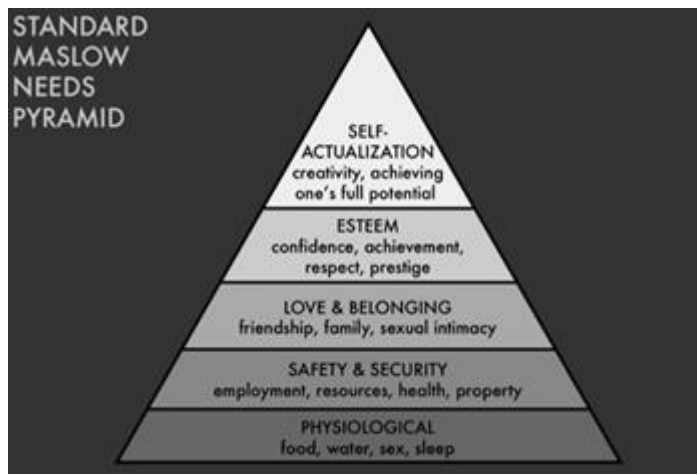 STANDARD
MASLOW
NEEDS
PYRAMID
SELF-
ACTUALIZATION
creativity, achieving
one's full potential
ESTEEM
confidence, achievement,
respect, prestige
LOVE & BELONGING
friendship, family, sexual intimacy
SAFETY & SECURITY
employment, resources, health, property
PHYSIOLOGICAL
food, water, sex, sleep